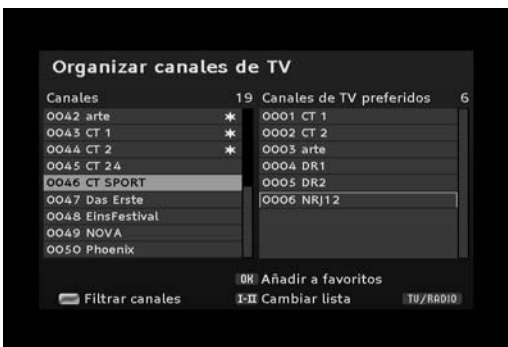 Organizar canales de TV
Canales 19
0042 arte *
0043 CT 1 *
0044 CT 2 *
0045 CT 24
0046 CT SPORT
0047 Das Erste
0048 EinsFestival
0049 NOVA
0050 Phoenix
Canales de TV preferidos 6
0001 CT 1
0002 CT 2
0003 arte
0004 DR1
0005 DR2
0006 NRJ12
OK Añadir a favoritos
Filtrar canales
I-II Cambiar lista
TV/RADIO